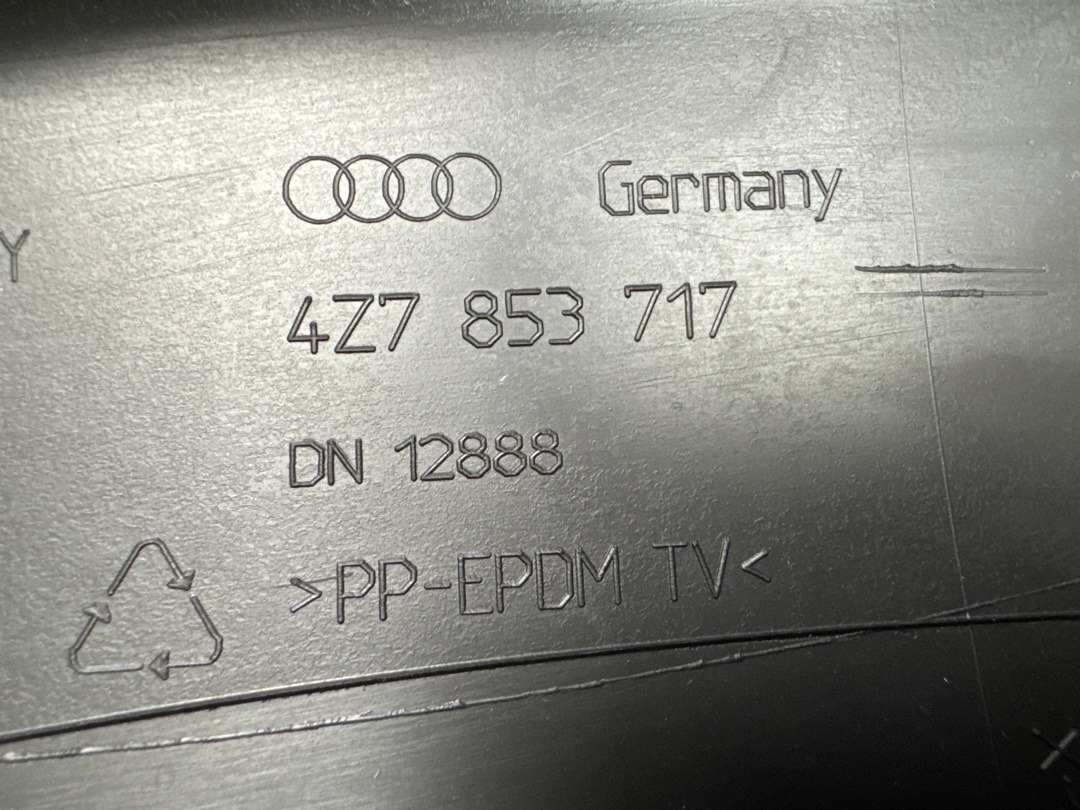 Germany
Y
4Z7 853 717
DN 12888
>PP-EPDM TV<